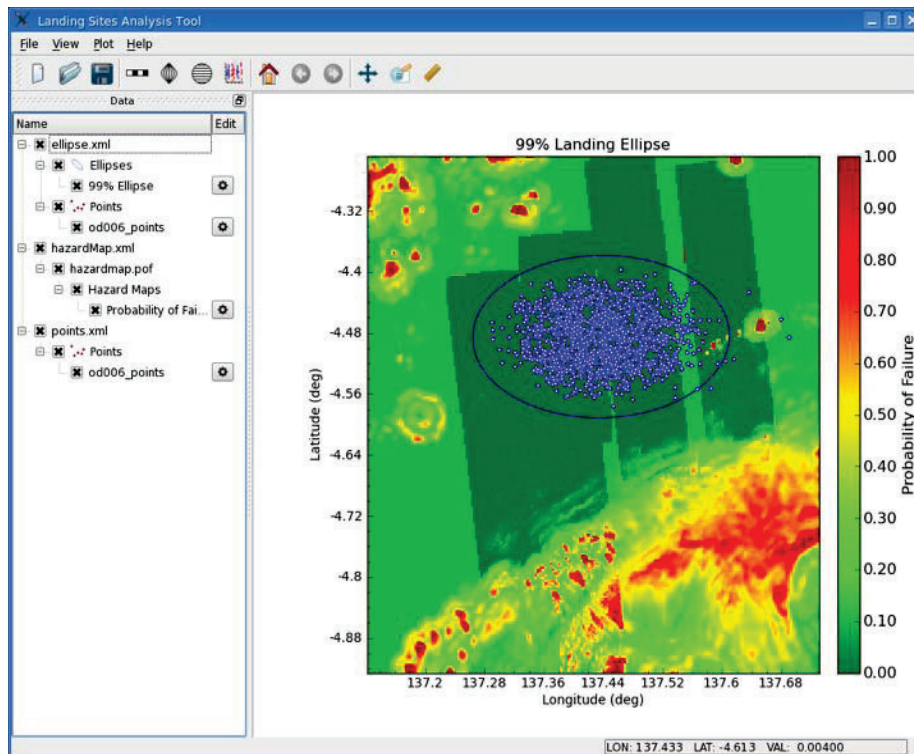 Landing Sites Analysis Tool
File View Plot Help
Data
Name Edit
ellipse.xml
Ellipses
99% Ellipse
Points
od006_points
hazardMap.xml
hazardmap.pof
Hazard Maps
Probability of Fai...
points.xml
Points
od006_points
99% Landing Ellipse
Latitude (deg)
-4.32
-4.4
-4.48
-4.56
-4.64
-4.72
-4.8
-4.88
137.2 137.28 137.36 137.44 137.52 137.6 137.68
Longitude (deg)
1.00
0.90
0.80
0.70
0.60
0.50
0.40
0.30
0.20
0.10
0.00
Probability of Failure
LON: 137.433 LAT: -4.613 VAL: 0.00400